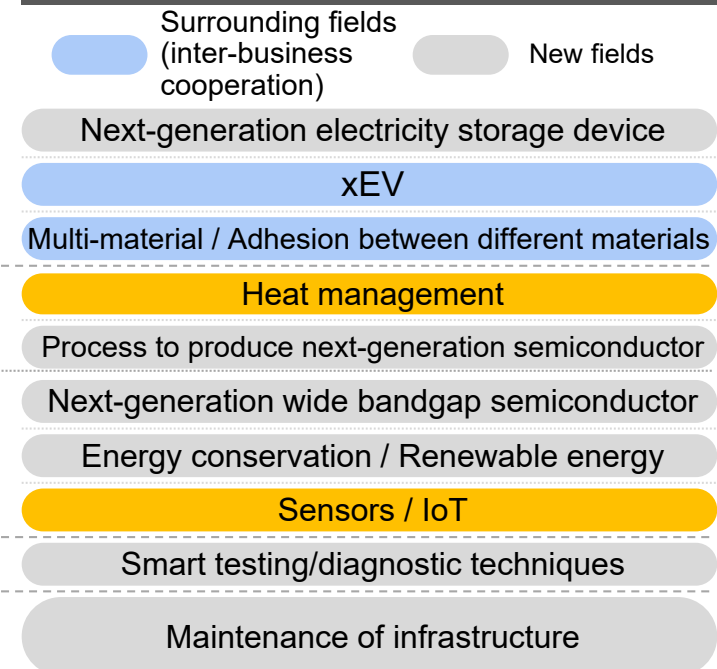 Surrounding fields
(inter-business
cooperation)
New fields
Next-generation electricity storage device
xEV
Multi-material / Adhesion between different materials
Heat management
Process to produce next-generation semiconductor
Next-generation wide bandgap semiconductor
Energy conservation / Renewable energy
Sensors / IoT
Smart testing/diagnostic techniques
Maintenance of infrastructure